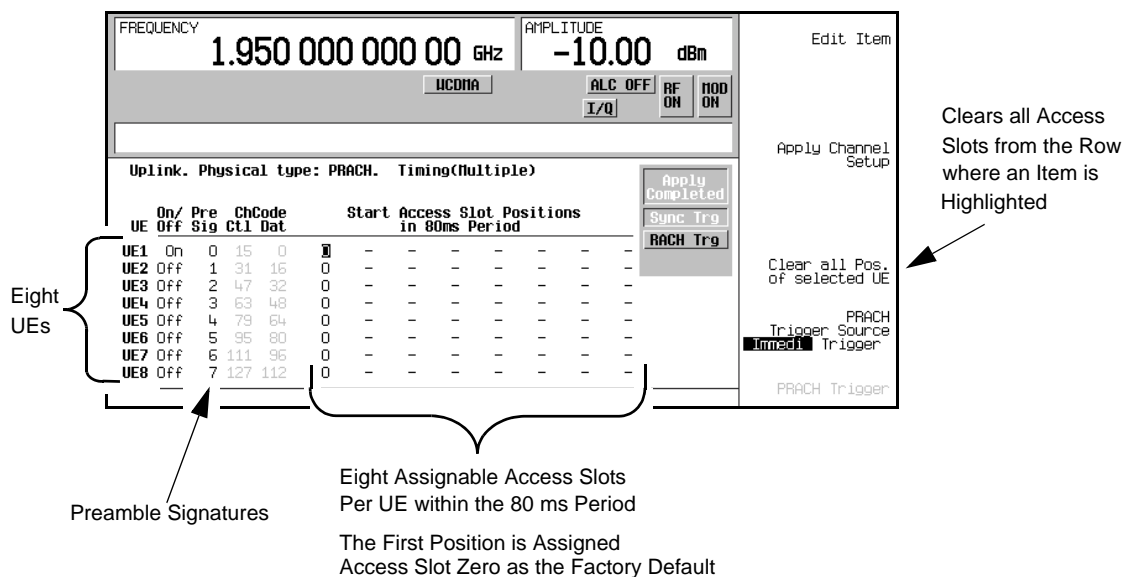 FREQUENCY
1.950 000 000 00 GHz
AMPLITUDE
-10.00 dBm
WCDMA
ALC OFF
I/Q
RF ON
MOD ON
Uplink. Physical type: PRACH. Timing(Multiple)
Apply Completed
Sync Trg
RACH Trg
On/ Pre ChCode Start Access Slot Positions
UE Off Sig Ctl Dat in 80ms Period
UE1 On 0 15 0 0 - - - - - - -
UE2 Off 1 31 16 0 - - - - - - -
UE3 Off 2 47 32 0 - - - - - - -
UE4 Off 3 63 48 0 - - - - - - -
UE5 Off 4 79 64 0 - - - - - - -
UE6 Off 5 95 80 0 - - - - - - -
UE7 Off 6 111 96 0 - - - - - - -
UE8 Off 7 127 112 0 - - - - - - -
Edit Item
Apply Channel
Setup
Clear all Pos.
of selected UE
PRACH
Trigger Source
Immedi Trigger
PRACH Trigger
Clears all Access
Slots from the Row
where an Item is
Highlighted
Eight
UEs
Preamble Signatures
Eight Assignable Access Slots
Per UE within the 80 ms Period
The First Position is Assigned
Access Slot Zero as the Factory Default